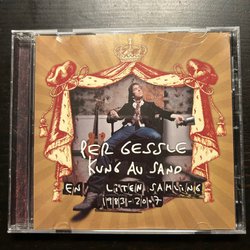 PER GESSLE
KUNG AV SAND
EN LITEN SAMLING
1983-2007